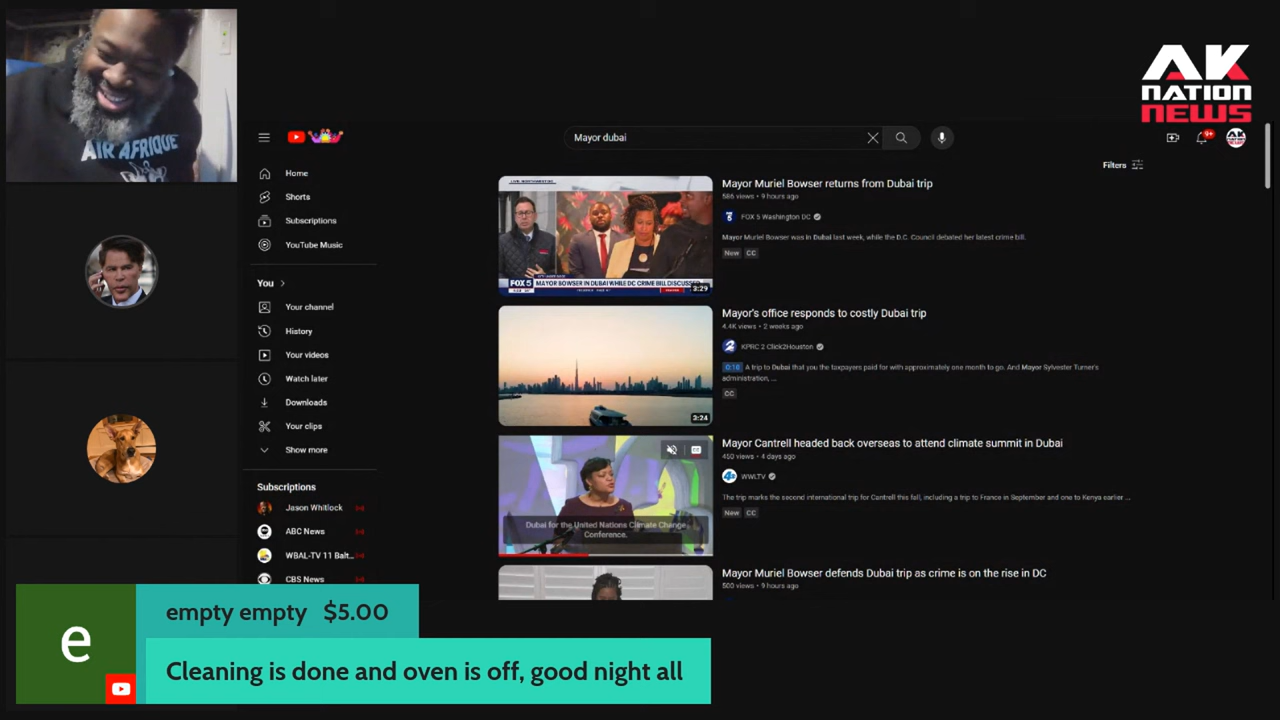 AIR AFRIQUE
AK
NATION
NEWS
Mayor dubai
9+
Filters
Home
Shorts
Subscriptions
YouTube Music
You
Your channel
History
Your videos
Watch later
Downloads
Your clips
Show more
Subscriptions
Jason Whitlock
ABC News
WBAL-TV 11 Balt...
CBS News
FOX 5
MAYOR BOWSER IN DUBAI WHILE DC CRIME BILL DISCUSSED
3:29
Mayor Muriel Bowser returns from Dubai trip
586 views • 9 hours ago
FOX 5 Washington DC
Mayor Muriel Bowser was in Dubai last week, while the D.C. Council debated her latest crime bill.
New CC
3:24
Mayor's office responds to costly Dubai trip
4.4K views • 2 weeks ago
KPRC 2 Click2Houston
0:18 A trip to Dubai that you the taxpayers paid for with approximately one month to go. And Mayor Sylvester Turner's
administration, ...
CC
Dubai for the United Nations Climate Change
Conference.
Mayor Cantrell headed back overseas to attend climate summit in Dubai
450 views • 4 days ago
WWLTV
The trip marks the second international trip for Cantrell this fall, including a trip to France in September and one to Kenya earlier ...
New CC
Mayor Muriel Bowser defends Dubai trip as crime is on the rise in DC
500 views • 9 hours ago
e
empty empty $5.00
Cleaning is done and oven is off, good night all